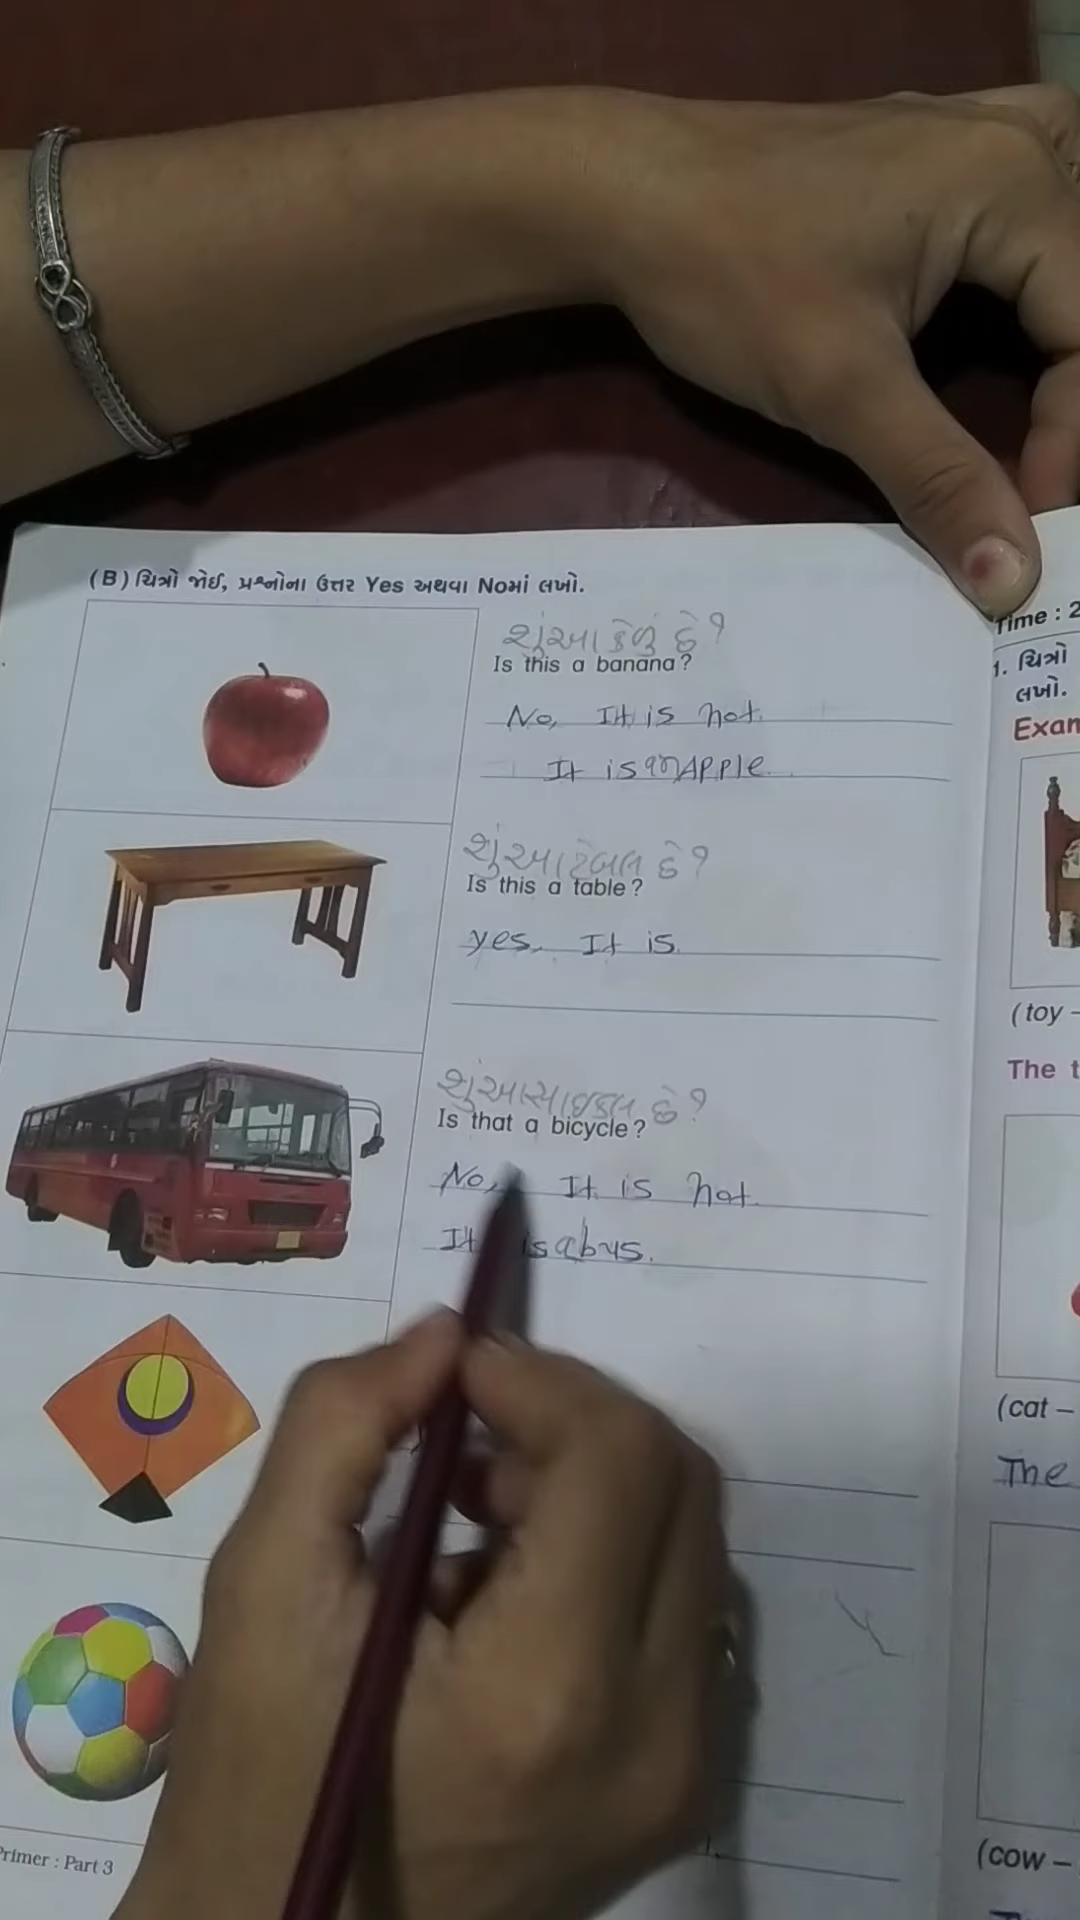 (B) ચિત્રો જોઈ, પ્રશ્નોના ઉત્તર Yes અથવા Noમાં લખો.
શું આ કેળું છે?
Is this a banana?
No, It is not.
It is an Apple.
શું આ ટેબલ છે?
Is this a table?
yes, It is.
શું આ સાઇકલ છે?
Is that a bicycle?
No, It is not.
It is a bus.
Primer : Part 3
Time : 2
1. ચિત્રો
લખો.
Exam
(toy –
The t
(cat –
The
(cow –